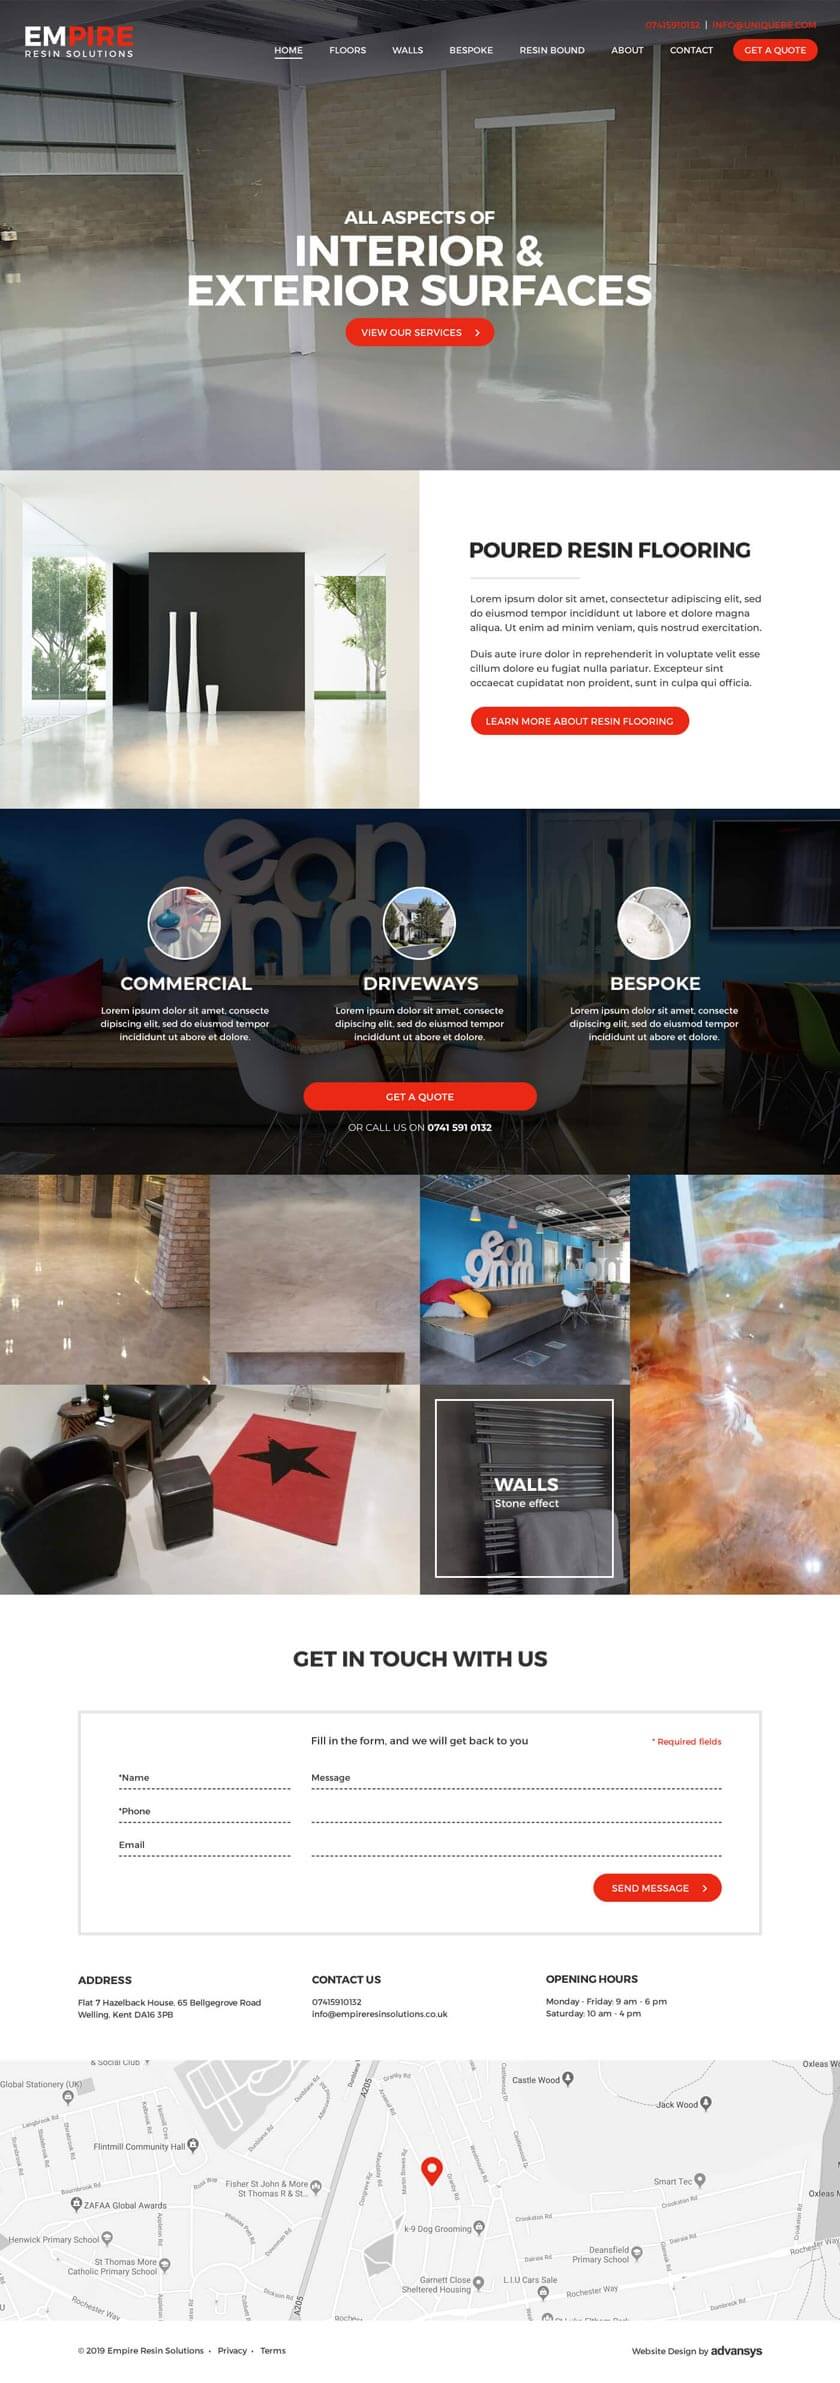 07415910132 | INFO@UNIQUEBE.COM
EMPIRE
RESIN SOLUTIONS
HOME FLOORS WALLS BESPOKE RESIN BOUND ABOUT CONTACT GET A QUOTE
ALL ASPECTS OF
INTERIOR &
EXTERIOR SURFACES
VIEW OUR SERVICES
POURED RESIN FLOORING
Lorem ipsum dolor sit amet, consectetur adipiscing elit, sed
do eiusmod tempor incididunt ut labore et dolore magna
aliqua. Ut enim ad minim veniam, quis nostrud exercitation.
Duis aute irure dolor in reprehenderit in voluptate velit esse
cillum dolore eu fugiat nulla pariatur. Excepteur sint
occaecat cupidatat non proident, sunt in culpa qui officia.
LEARN MORE ABOUT RESIN FLOORING
COMMERCIAL
Lorem ipsum dolor sit amet, consecte
dipiscing elit, sed do eiusmod tempor
incididunt ut abore et dolore.
DRIVEWAYS
Lorem ipsum dolor sit amet, consecte
dipiscing elit, sed do eiusmod tempor
incididunt ut abore et dolore.
BESPOKE
Lorem ipsum dolor sit amet, consecte
dipiscing elit, sed do eiusmod tempor
incididunt ut abore et dolore.
GET A QUOTE
OR CALL US ON 0741 591 0132
WALLS
Stone effect
GET IN TOUCH WITH US
Fill in the form, and we will get back to you
* Required fields
*Name
Message
*Phone
Email
SEND MESSAGE
ADDRESS
Flat 7 Hazelback House, 65 Bellgegrove Road
Welling, Kent DA16 3PB
CONTACT US
07415910132
info@empireresinsolutions.co.uk
OPENING HOURS
Monday - Friday: 9 am - 6 pm
Saturday: 10 am - 4 pm
& Social Club
Global Stationery (UK)
Castle Wood
Oxleas Wo
Jack Wood
A205
Flintmill Community Hall
Fisher St John & More
St Thomas R & St...
Smart Tec
ZAFAA Global Awards
Oxleas M
k-9 Dog Grooming
Henwick Primary School
St Thomas More
Catholic Primary School
Deansfield
Primary School
Garnett Close
Sheltered Housing
L.I.U Cars Sale
Rochester Way
Rochester Way
Rochester Way
A205
© 2019 Empire Resin Solutions • Privacy • Terms
Website Design by advansys